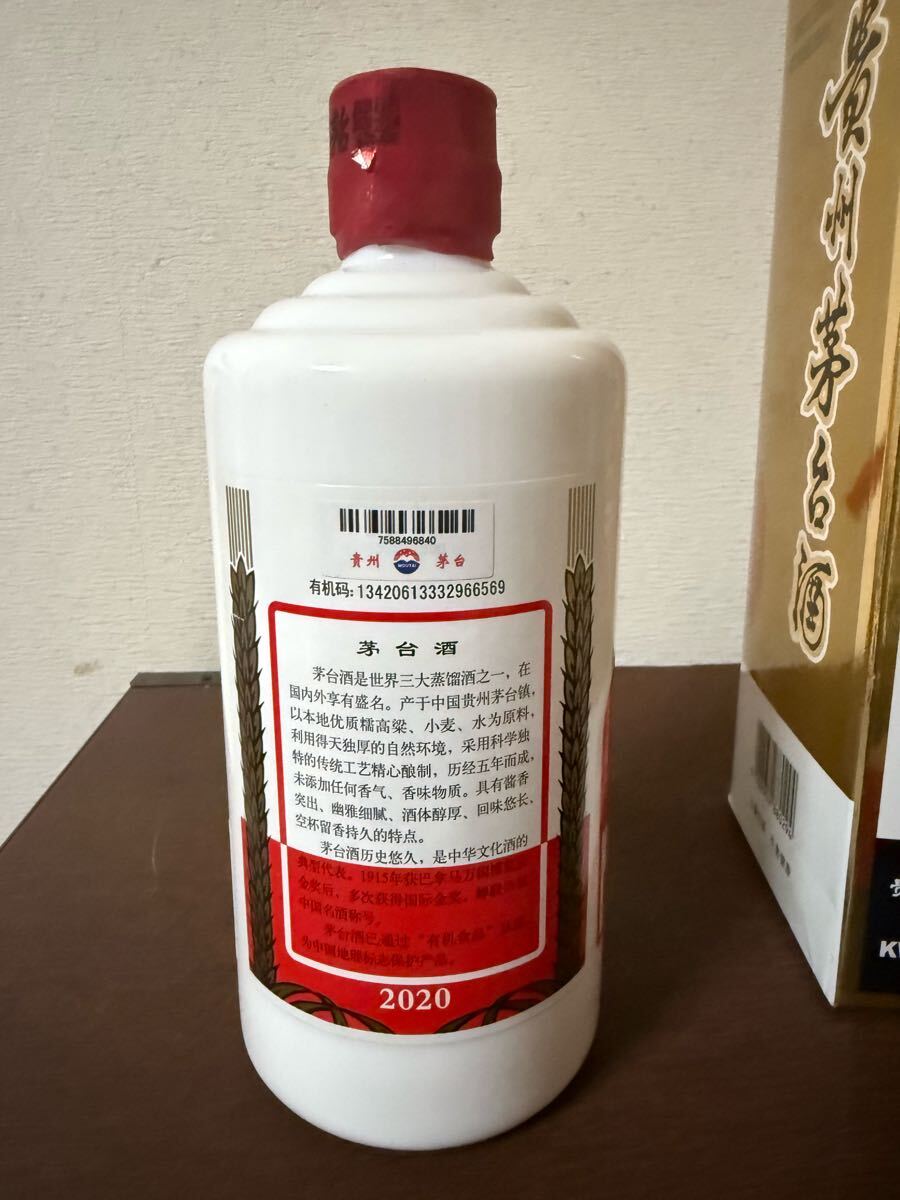 7588496840
贵州 MOUTAI 茅台
有机码: 13420613332966569
茅台酒
茅台酒是世界三大蒸馏酒之一，在
国内外享有盛名。产于中国贵州茅台镇，
以本地优质糯高粱、小麦、水为原料，
利用得天独厚的自然环境，采用科学独
特的传统工艺精心酿制，历经五年而成，
未添加任何香气、香味物质。具有酱香
突出、幽雅细腻、酒体醇厚、回味悠长、
空杯留香持久的特点。
茅台酒历史悠久，是中华文化酒的
典型代表。1915年获巴拿马万国博
金奖后，多次获得国际金奖。
中国名酒称号。
茅台酒已通过“有机食品”
为中国地理标志保护产品。
2020
贵州茅台酒
KW